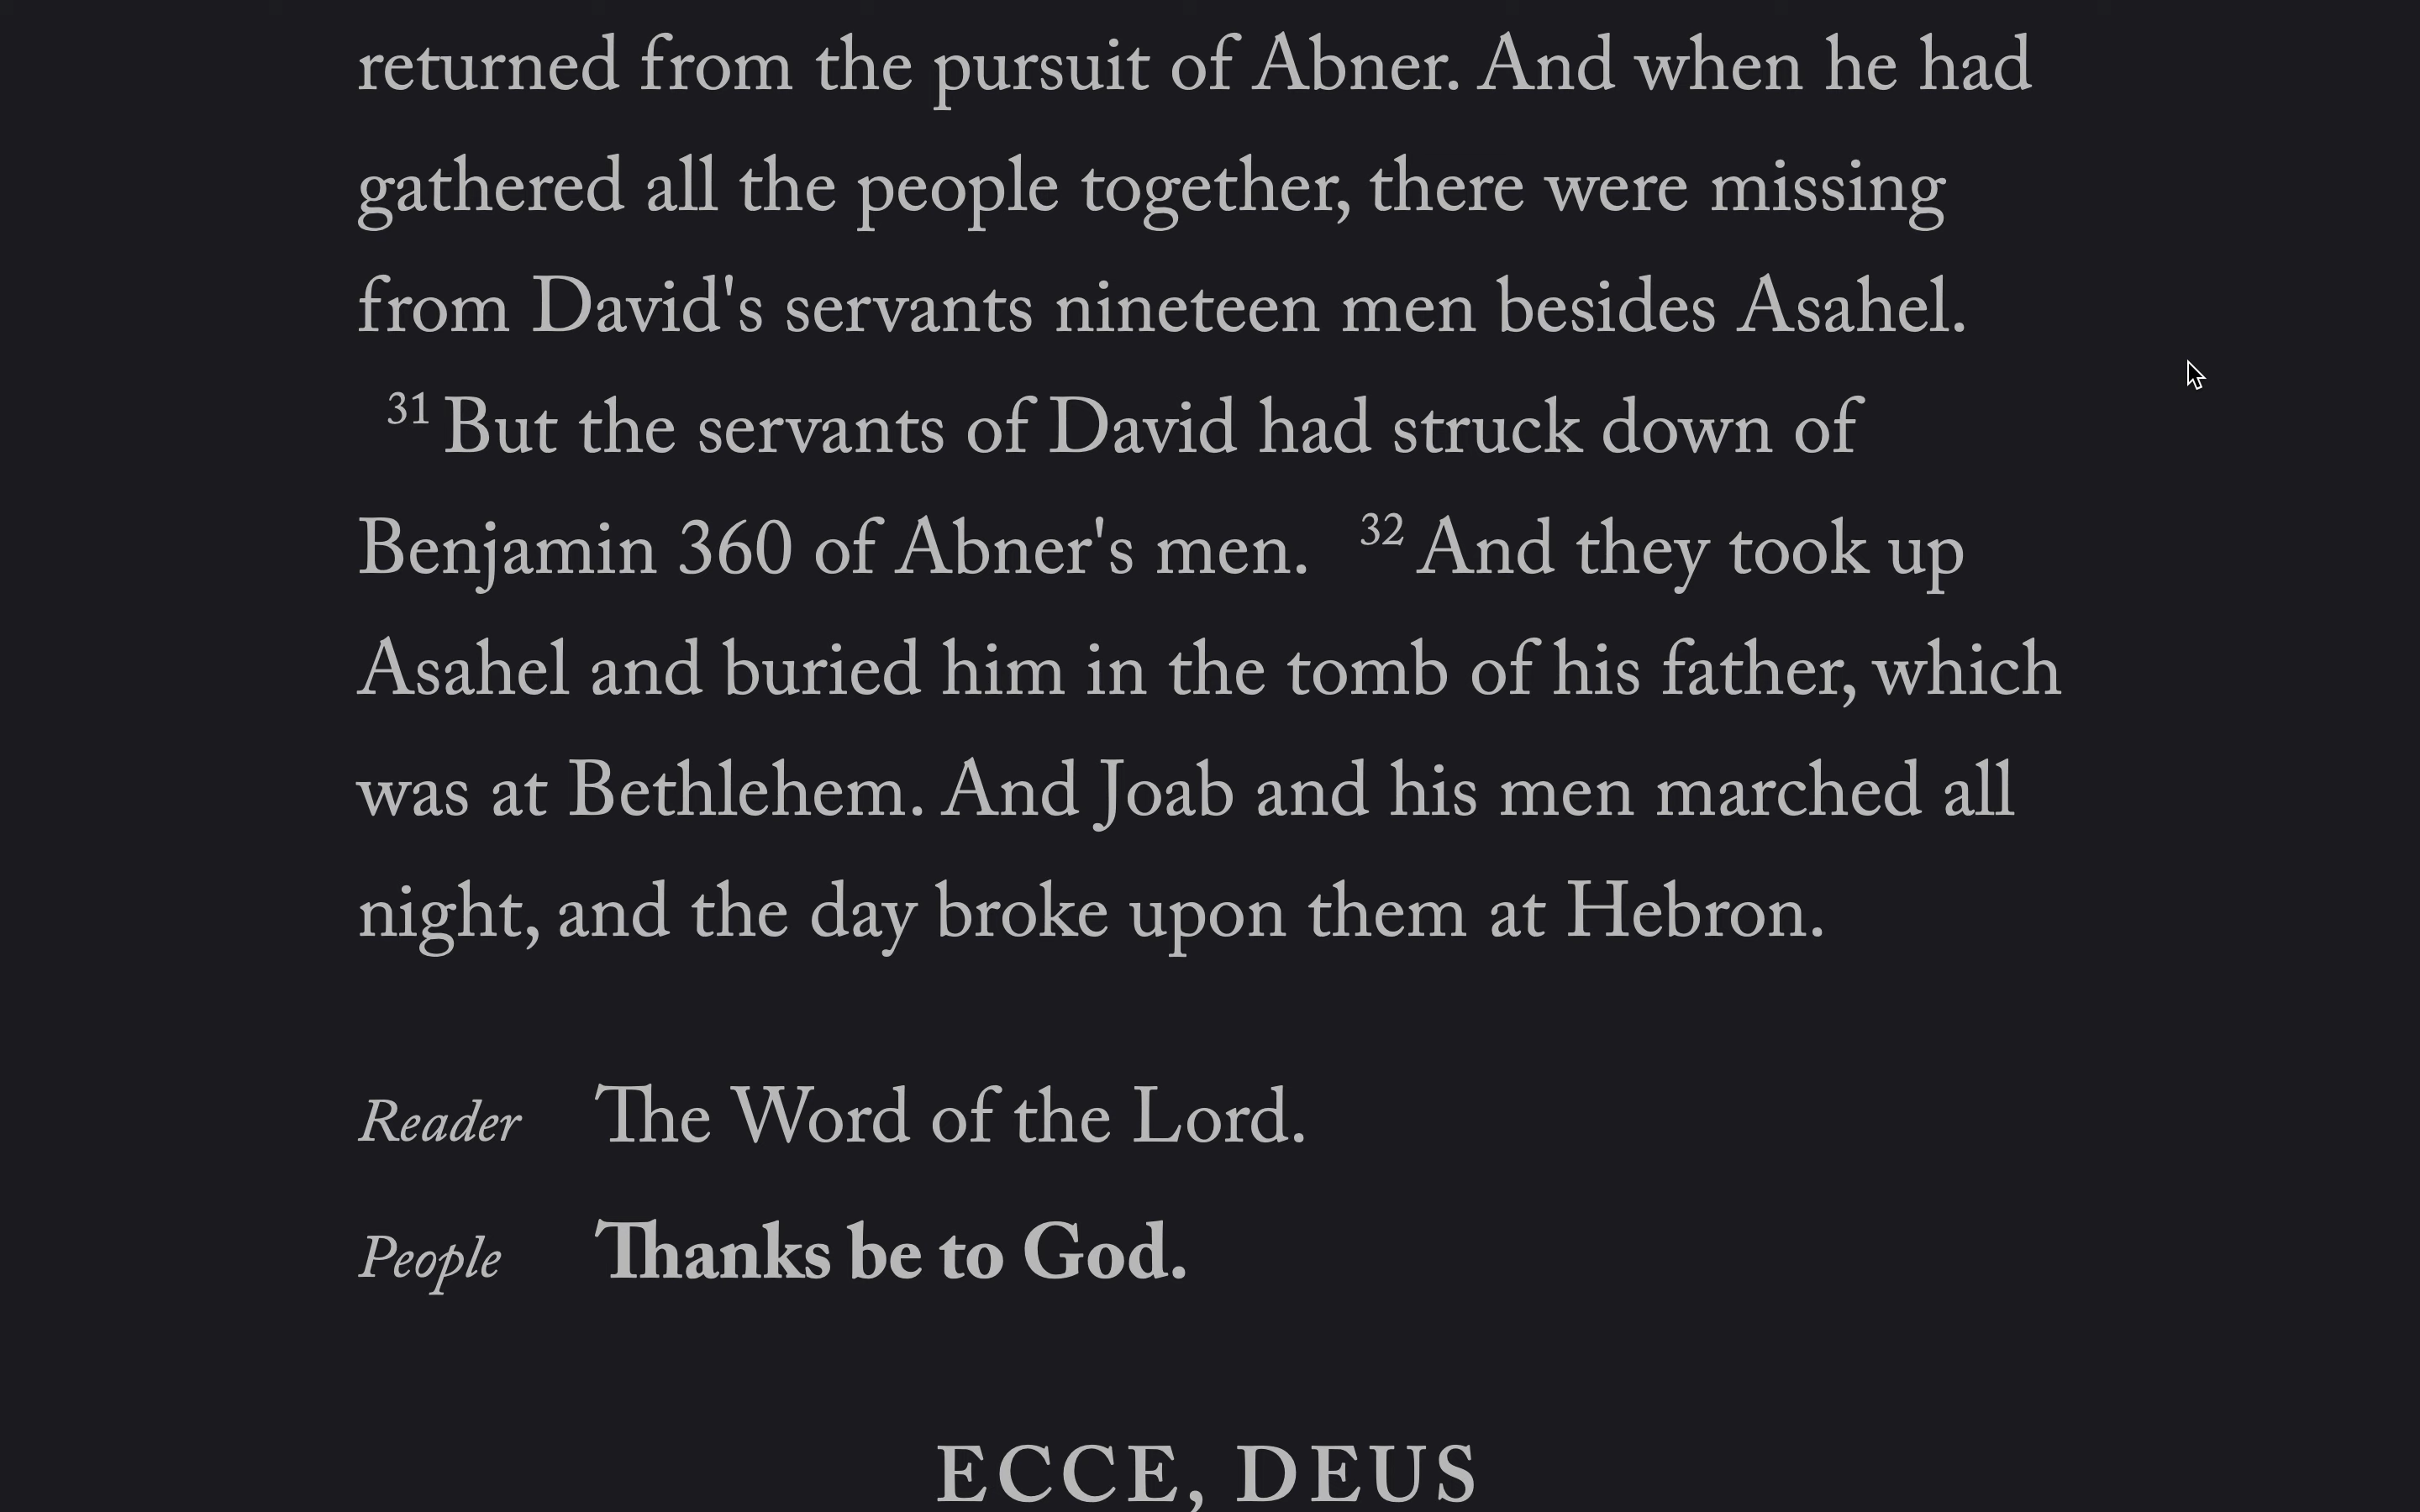 returned from the pursuit of Abner. And when he had
gathered all the people together, there were missing
from David's servants nineteen men besides Asahel.
31 But the servants of David had struck down of
Benjamin 360 of Abner's men. 32 And they took up
Asahel and buried him in the tomb of his father, which
was at Bethlehem. And Joab and his men marched all
night, and the day broke upon them at Hebron.
Reader The Word of the Lord.
People Thanks be to God.
ECCE, DEUS